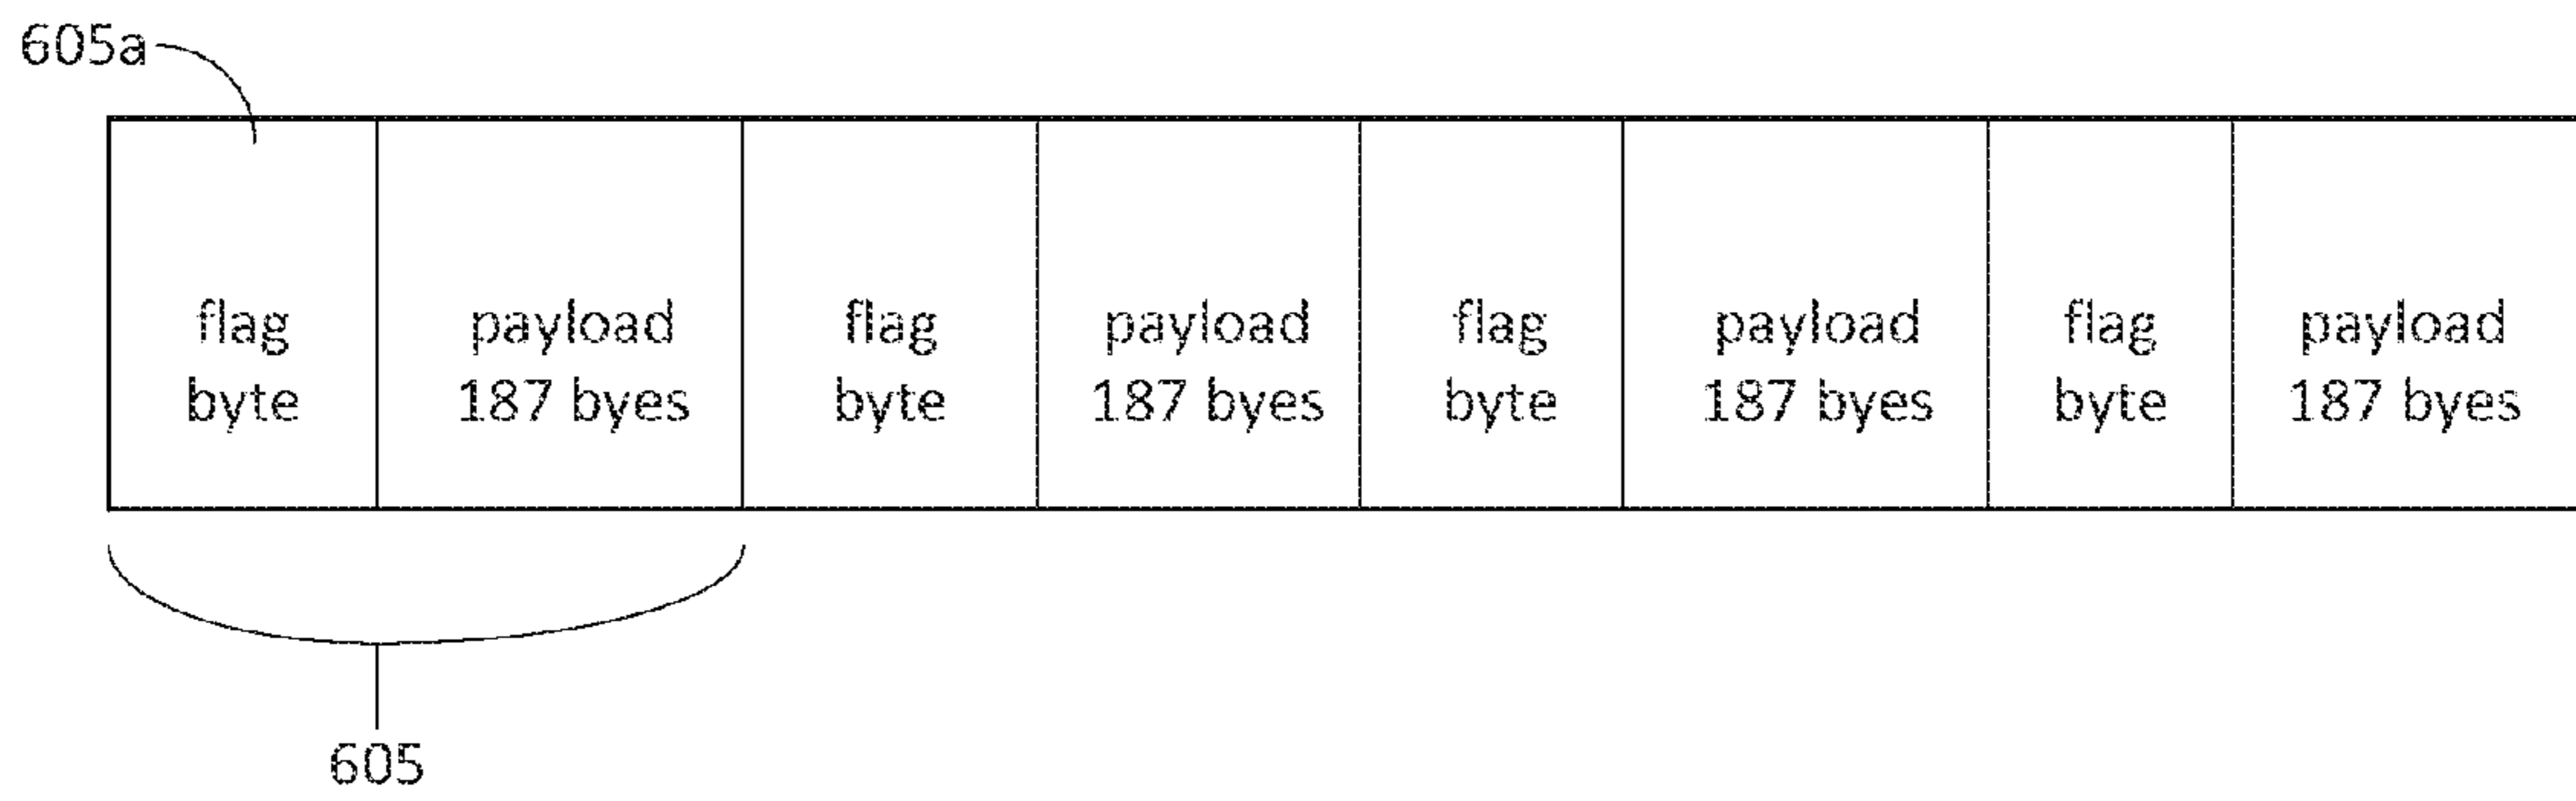 605a
flag
byte
payload
187 byes
flag
byte
payload
187 byes
flag
byte
payload
187 byes
flag
byte
payload
187 byes
605